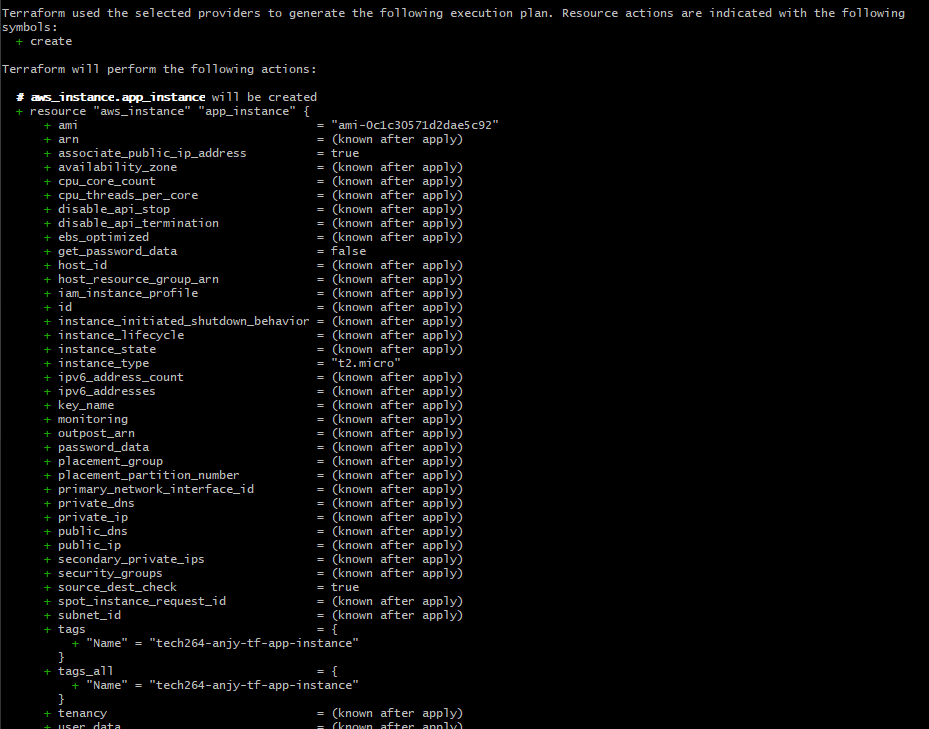 Terraform used the selected providers to generate the following execution plan. Resource actions are indicated with the following
symbols:
+ create
Terraform will perform the following actions:
# aws_instance.app_instance will be created
+ resource "aws_instance" "app_instance" {
+ ami = "ami-0c1c30571d2dae5c92"
+ arn = (known after apply)
+ associate_public_ip_address = true
+ availability_zone = (known after apply)
+ cpu_core_count = (known after apply)
+ cpu_threads_per_core = (known after apply)
+ disable_api_stop = (known after apply)
+ disable_api_termination = (known after apply)
+ ebs_optimized = (known after apply)
+ get_password_data = false
+ host_id = (known after apply)
+ host_resource_group_arn = (known after apply)
+ iam_instance_profile = (known after apply)
+ id = (known after apply)
+ instance_initiated_shutdown_behavior = (known after apply)
+ instance_lifecycle = (known after apply)
+ instance_state = (known after apply)
+ instance_type = "t2.micro"
+ ipv6_address_count = (known after apply)
+ ipv6_addresses = (known after apply)
+ key_name = (known after apply)
+ monitoring = (known after apply)
+ outpost_arn = (known after apply)
+ password_data = (known after apply)
+ placement_group = (known after apply)
+ placement_partition_number = (known after apply)
+ primary_network_interface_id = (known after apply)
+ private_dns = (known after apply)
+ private_ip = (known after apply)
+ public_dns = (known after apply)
+ public_ip = (known after apply)
+ secondary_private_ips = (known after apply)
+ security_groups = (known after apply)
+ source_dest_check = true
+ spot_instance_request_id = (known after apply)
+ subnet_id = (known after apply)
+ tags = {
+ "Name" = "tech264-anjy-tf-app-instance"
}
+ tags_all = {
+ "Name" = "tech264-anjy-tf-app-instance"
}
+ tenancy = (known after apply)
+ user_data = (known after apply)